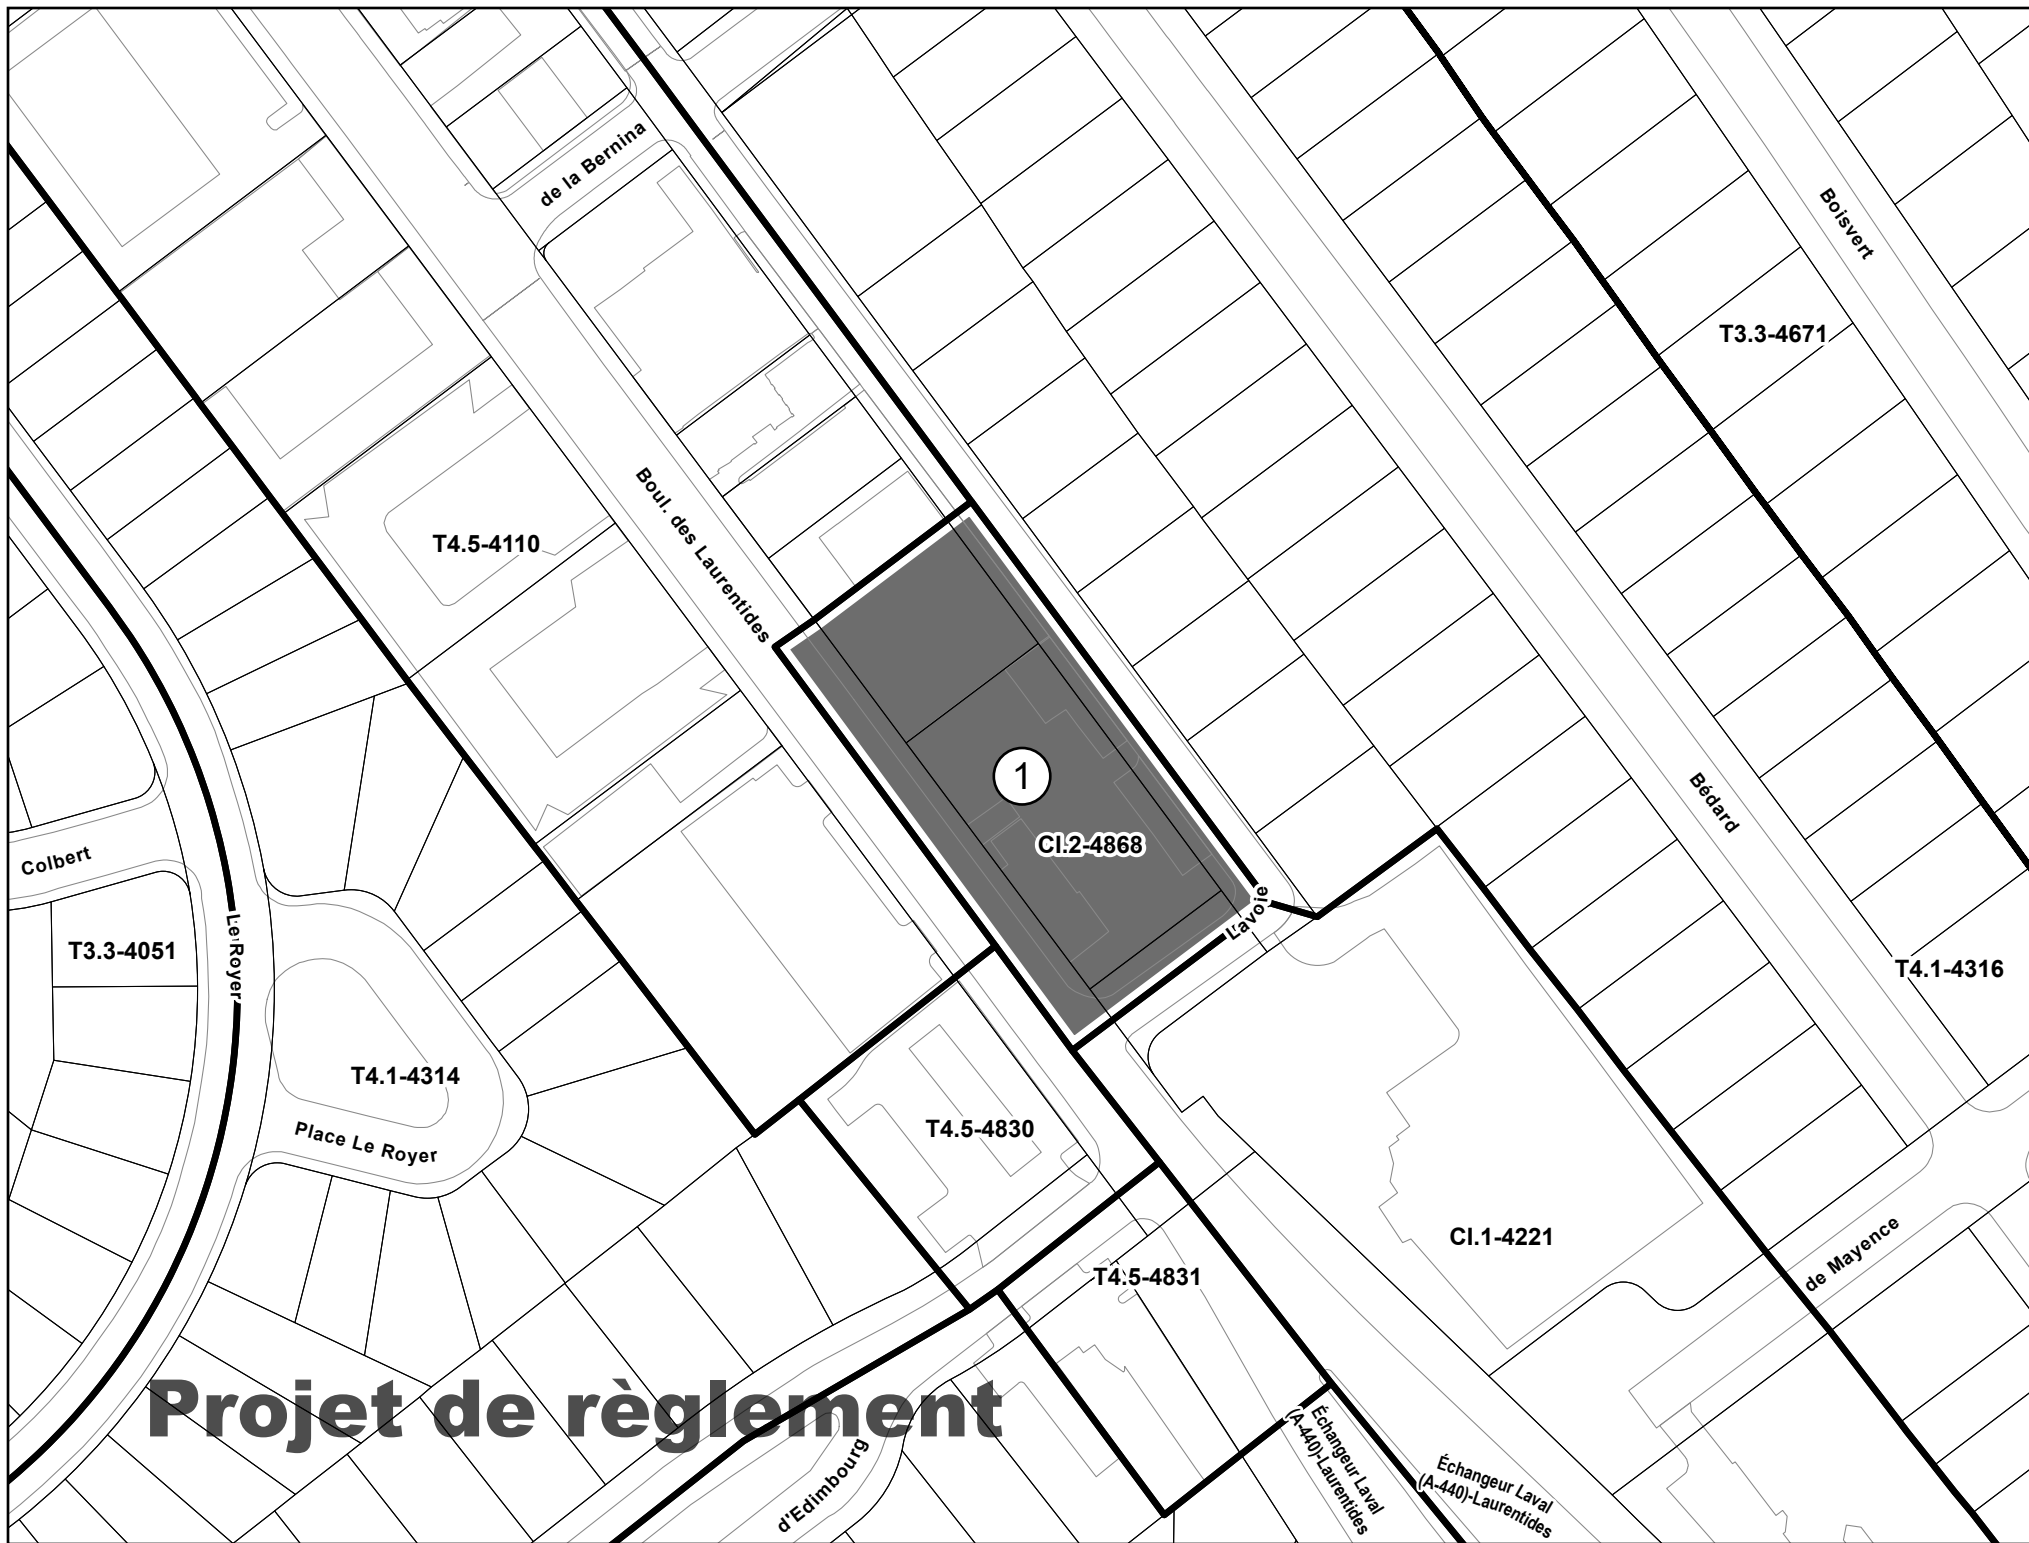 de la Bernina
Boisvert
T3.3-4671
Boul. des Laurentides
T4.5-4110
1
CI.2-4868
Bédard
Colbert
Lavoie
Le Royer
T3.3-4051
T4.1-4316
T4.1-4314
T4.5-4830
Place Le Royer
CI.1-4221
de Mayence
T4.5-4831
Projet de règlement
d'Edimbourg
Échangeur Laval
(A-440)-Laurentides
Échangeur Laval
(A-440)-Laurentides